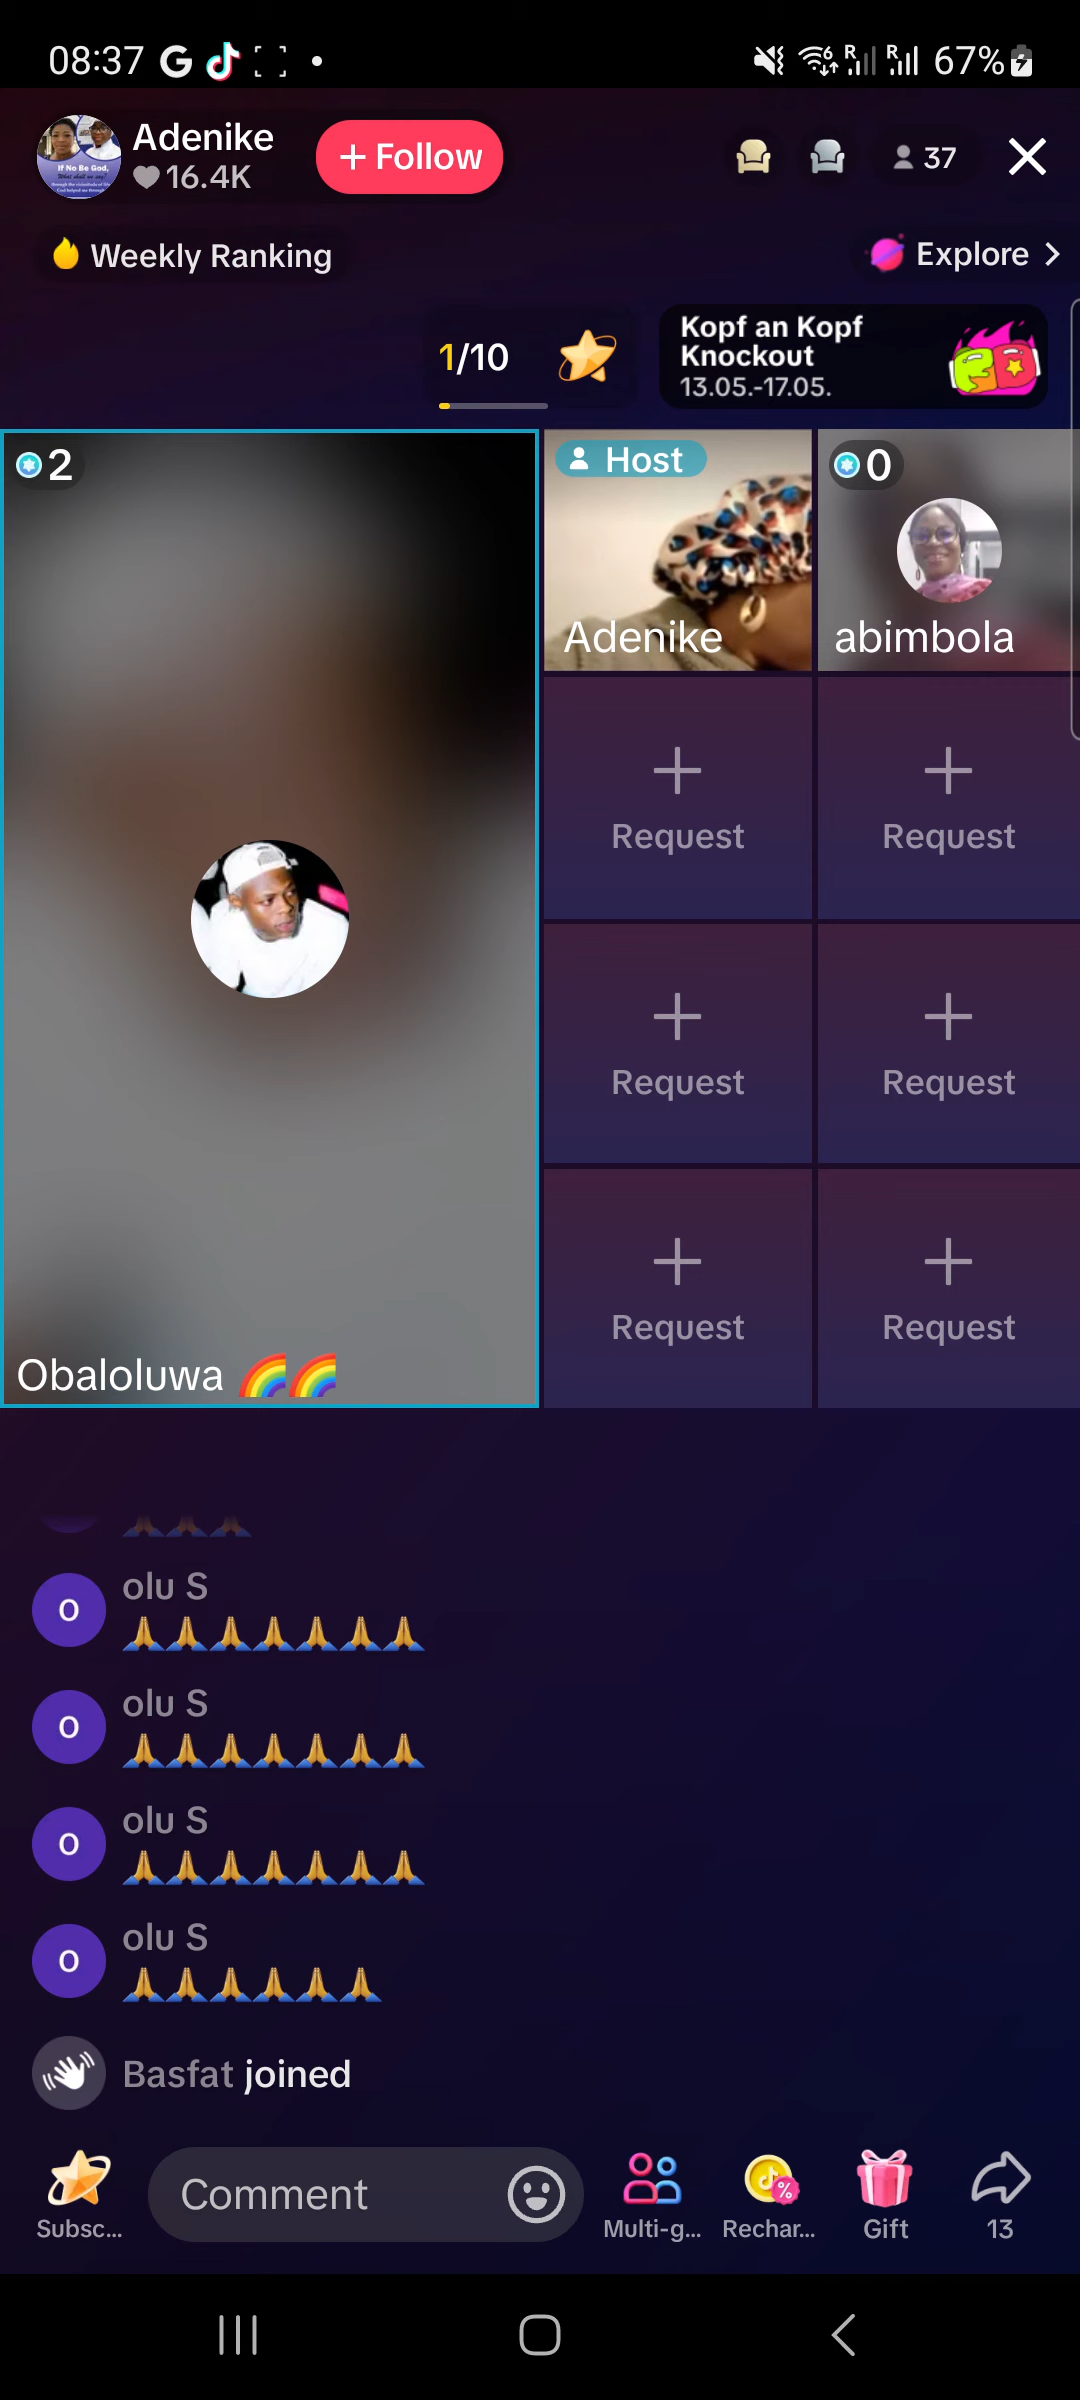 08:37
67%
Adenike
16.4K
+ Follow
37
Weekly Ranking
Explore >
1/10
Kopf an Kopf
Knockout
13.05.-17.05.
2
Host
0
Adenike
abimbola
Request
Request
Request
Request
Request
Request
Obaloluwa 🌈🌈
🙏🙏🙏
olu S
🙏🙏🙏🙏🙏🙏🙏
olu S
🙏🙏🙏🙏🙏🙏🙏
olu S
🙏🙏🙏🙏🙏🙏🙏
olu S
🙏🙏🙏🙏🙏🙏
Basfat joined
Comment
Subsc...
Multi-g...
Rechar...
Gift
13